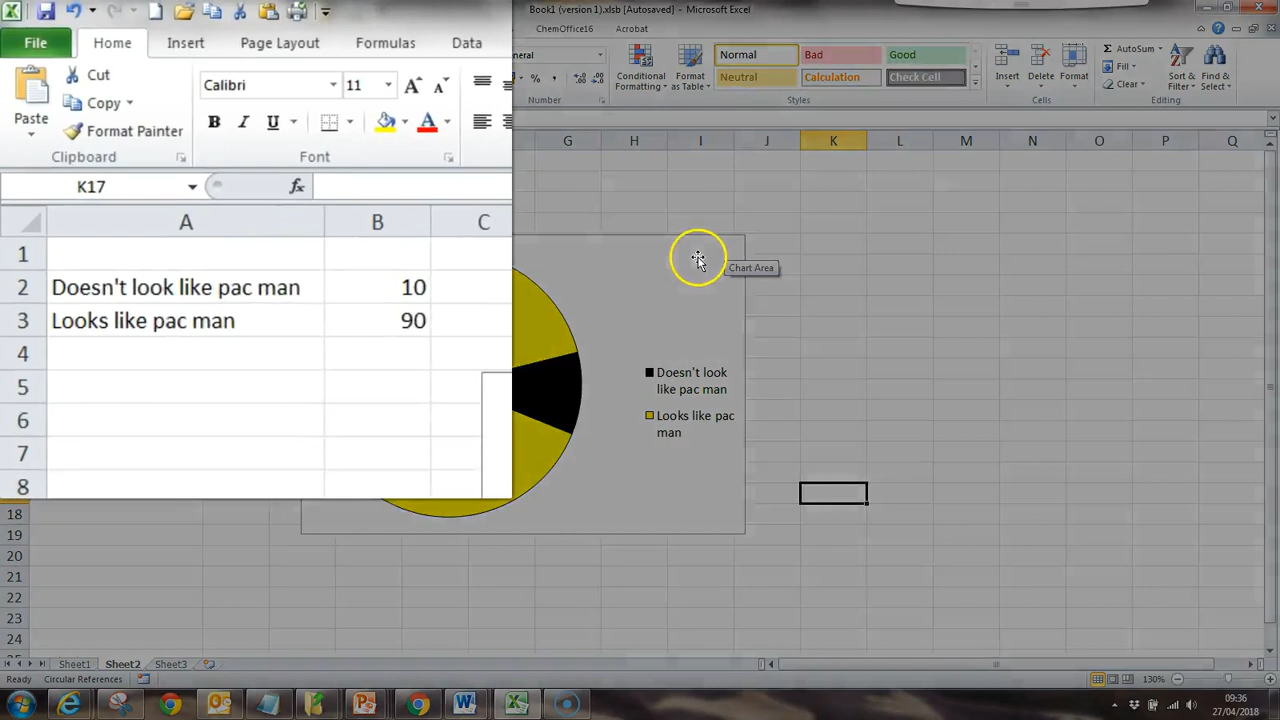 Book1 (version 1).xlsb [Autosaved] - Microsoft Excel
File Home Insert Page Layout Formulas Data ChemOffice16 Acrobat
Paste
Cut
Copy
Format Painter
Clipboard
Calibri 11
B I U A
Font
eneral
%
Number
Conditional Formatting
Format as Table
Normal Bad Good
Neutral Calculation Check Cell
Styles
Insert Delete Format
Cells
Σ AutoSum
Fill
Clear
Sort & Filter
Find & Select
Editing
K17 fx
A B C G H I J K L M N O P Q
1
2 Doesn't look like pac man 10
3 Looks like pac man 90
4
5
6
7
8
Chart Area
Doesn't look
like pac man
Looks like pac
man
18
19
20
21
22
23
24
Sheet1 Sheet2 Sheet3
Ready Circular References 130%
09:36
27/04/2018